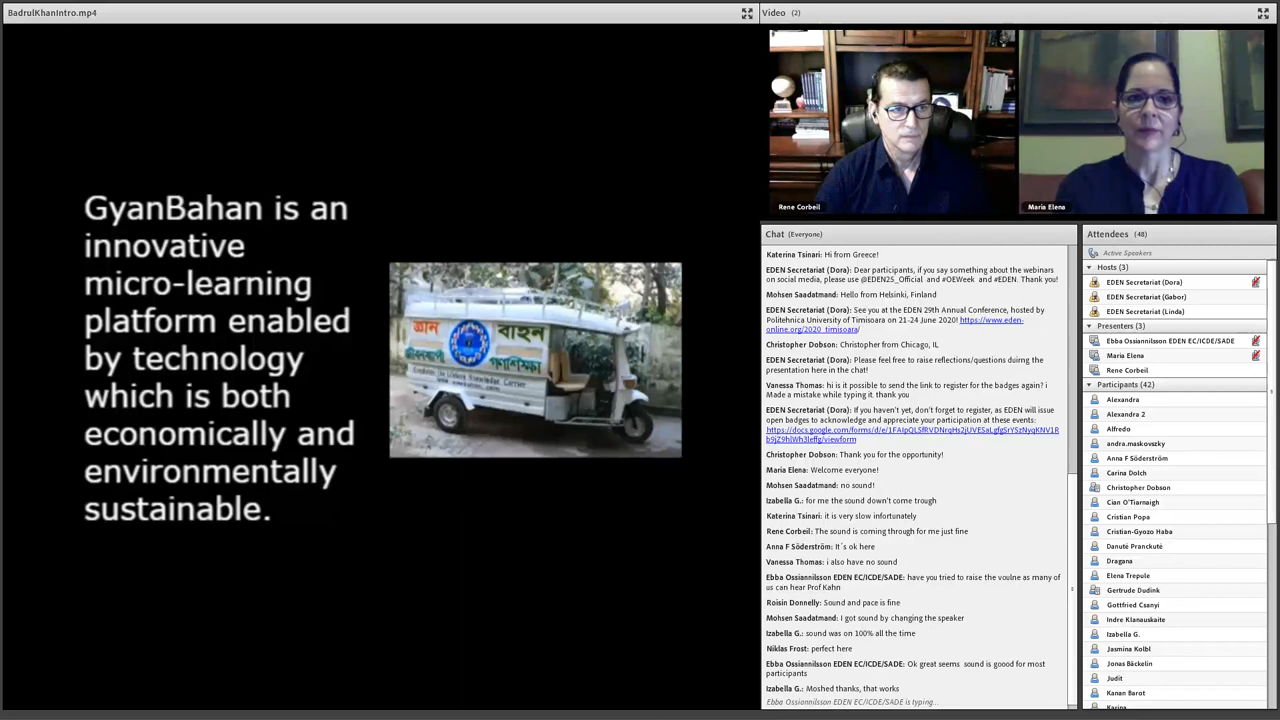 BadrulKhanIntro.mp4
GyanBahan is an
innovative
micro-learning
platform enabled
by technology
which is both
economically and
environmentally
sustainable.
জ্ঞান
বাহন
গণশিক্ষা
Video (2)
Rene Corbeil
Maria Elena
Chat (Everyone)
Katerina Tsinari: Hi from Greece!
EDEN Secretariat (Dora): Dear participants, if you say something about the webinars
on social media, please use @EDEN25_Official and #OEWeek and #EDEN Thank you!
Mohsen Saadatmand: Hello from Helsinki, Finland
EDEN Secretariat (Dora): See you at the EDEN 29th Annual Conference, hosted by
Politehnica University of Timisoara on 21-24 June 2020! https://www.eden-
online.org/2020_timisoara/
Christopher Dobson: Christopher from Chicago, IL
EDEN Secretariat (Dora): Please feel free to raise reflections/questions duirng the
presentation here in the chat!
Vanessa Thomas: hi is it possible to send the link to register for the badges again? i
Made a mistake while typing it. thank you
EDEN Secretariat (Dora): If you haven't yet, don't forget to register, as EDEN will issue
open badges to acknowledge and appreciate your participation at these events:
Christopher Dobson: Thank you for the opportunity!
Maria Elena: Welcome everyone!
Mohsen Saadatmand: no sound!
Izabella G.: for me the sound down't come trough
Katerina Tsinari: it is very slow infortunately
Rene Corbeil: The sound is coming through for me just fine
Anna F Söderström: It´s ok here
Vanessa Thomas: i also have no sound
Ebba Ossiannilsson EDEN EC/ICDE/SADE: have you tried to raise the voulne as many of
us can hear Prof Kahn
Roisin Donnelly: Sound and pace is fine
Mohsen Saadatmand: I got sound by changing the speaker
Izabella G.: sound was on 100% all the time
Niklas Frost: perfect here
Ebba Ossiannilsson EDEN EC/ICDE/SADE: Ok great seems sound is goood for most
participants
Izabella G.: Moshed thanks, that works
Ebba Ossiannilsson EDEN EC/ICDE/SADE is typing...
Attendees (48)
Active Speakers
Hosts (3)
EDEN Secretariat (Dora)
EDEN Secretariat (Gabor)
EDEN Secretariat (Linda)
Presenters (3)
Ebba Ossiannilsson EDEN EC/ICDE/SADE
Maria Elena
Rene Corbeil
Participants (42)
Alexandra
Alexandra 2
Alfredo
andra.maskovszky
Anna F Söderström
Carina Dolch
Christopher Dobson
Cian O'Tiarnaigh
Cristian Popa
Cristian-Gyozo Haba
Danutė Pranckutė
Dragana
Elena Trepule
Gertrude Dudink
Gottfried Csanyi
Indre Klanauskaite
Izabella G.
Jasmina Kolbl
Jonas Bäckelin
Judit
Kanan Barot
Karina